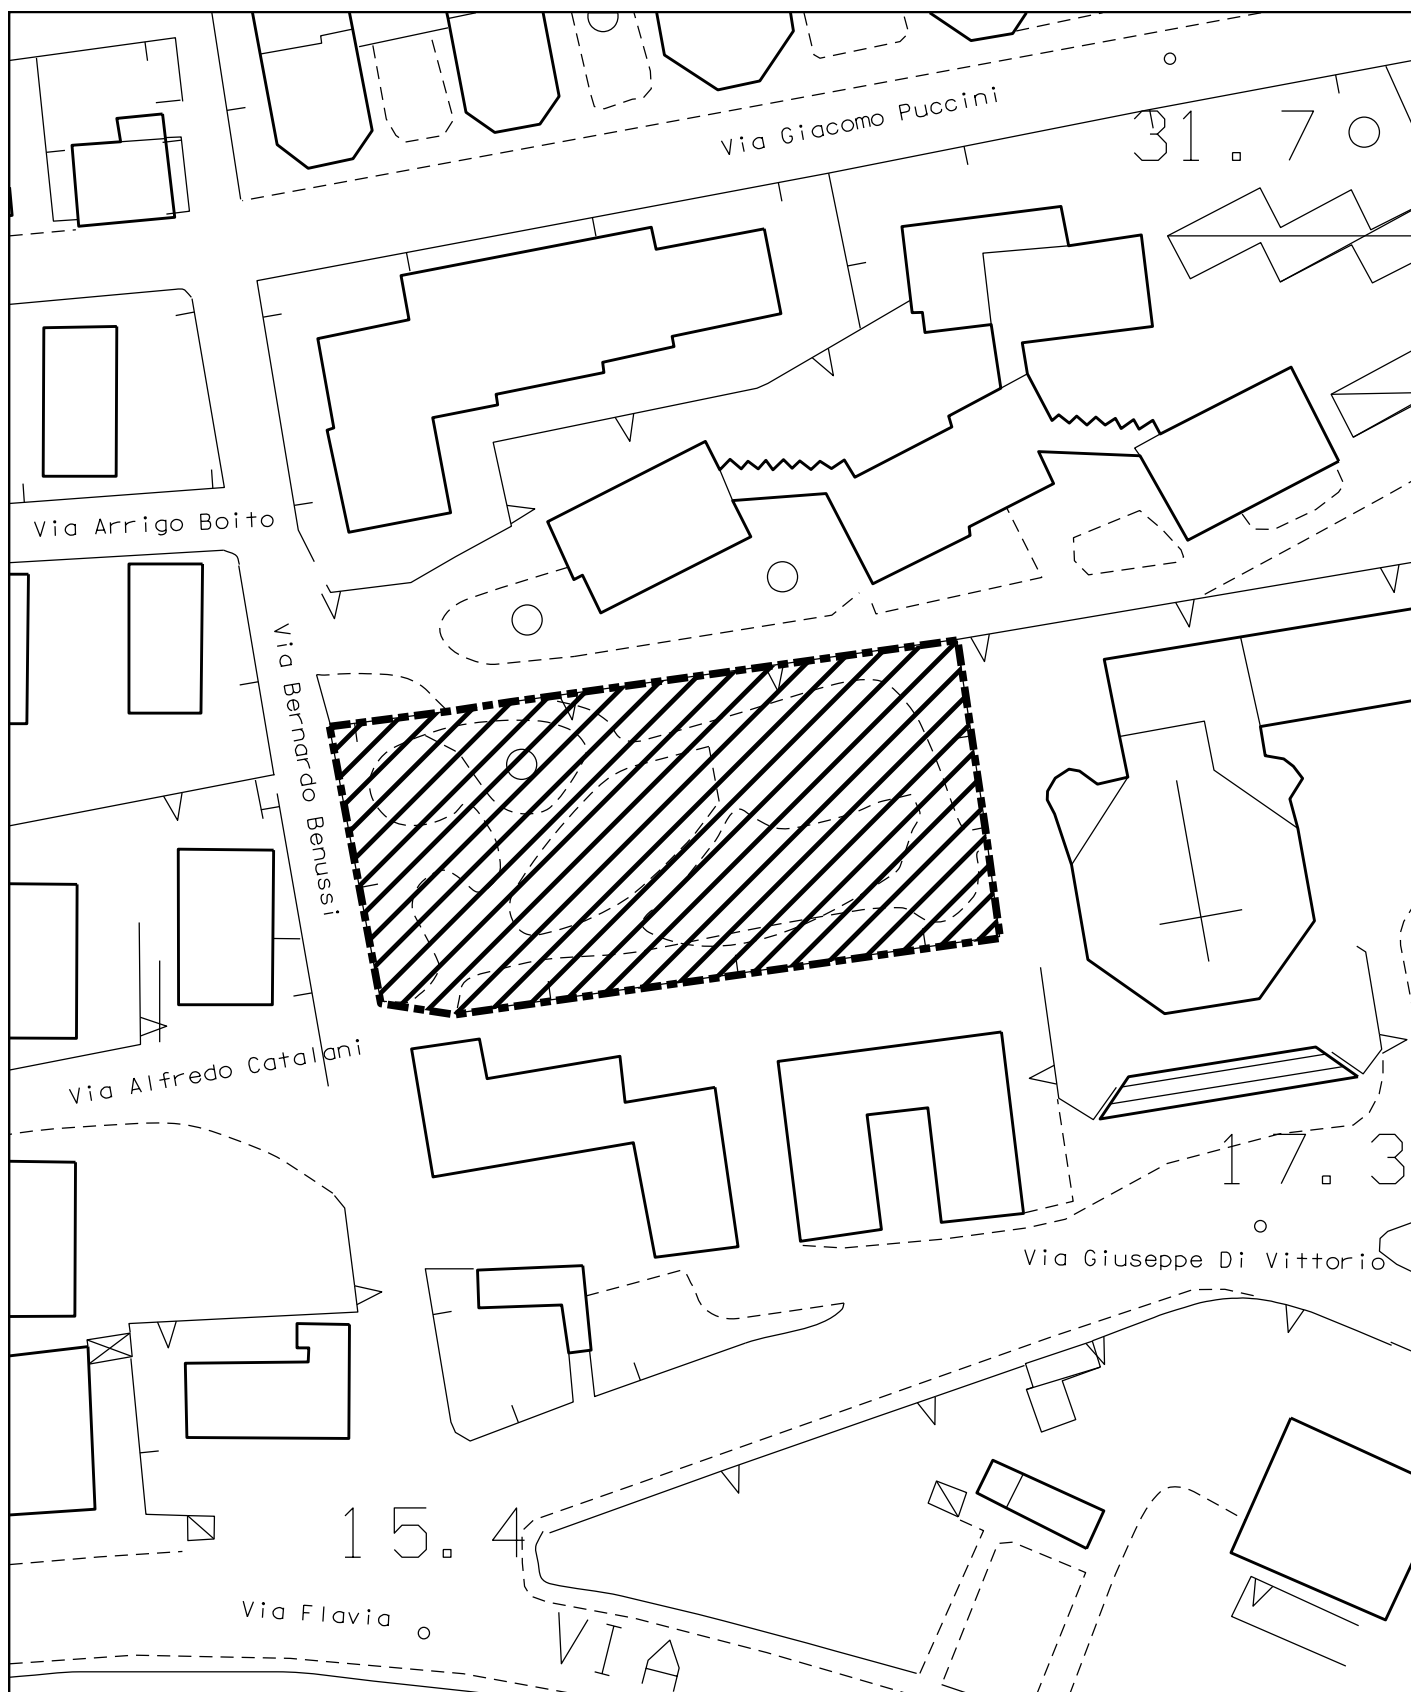 Via Giacomo Puccini
31.7
Via Arrigo Boito
Via Bernardo Benussi
Via Alfredo Catalani
17.3
Via Giuseppe Di Vittorio
15.4
Via Flavia
VIA